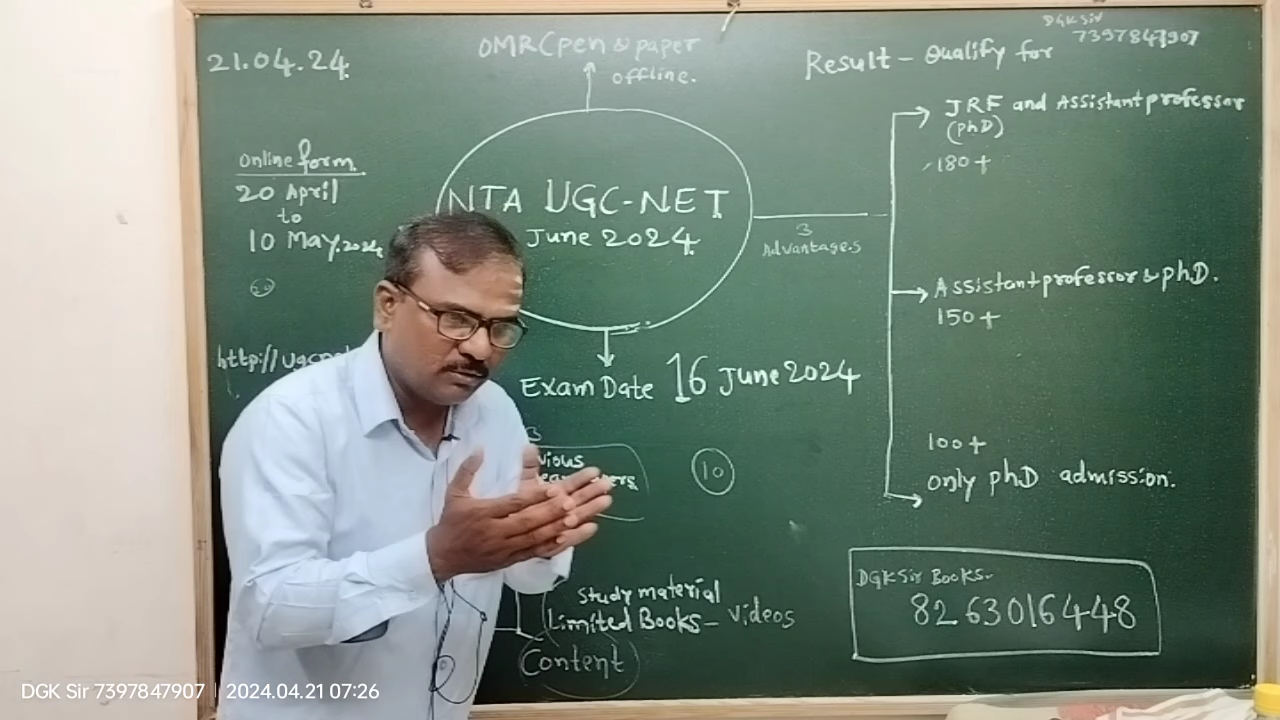 DGK Sir
7397847907
21.04.24.
OMR (pen & paper
offline.
Result - Qualify for
Online form
20 April
to
10 May.2024
NTA UGC-NET
June 2024.
3
Advantages
JRF and Assistant professor
(phD)
180+
Assistant professor & phD.
150+
http://ugcne
Exam Date 16 June 2024
vious
10
100+
only phD admission.
Study material
Limited Books - videos
Content
DGK Sir Books.
8263016448
DGK Sir 7397847907 | 2024.04.21 07:26